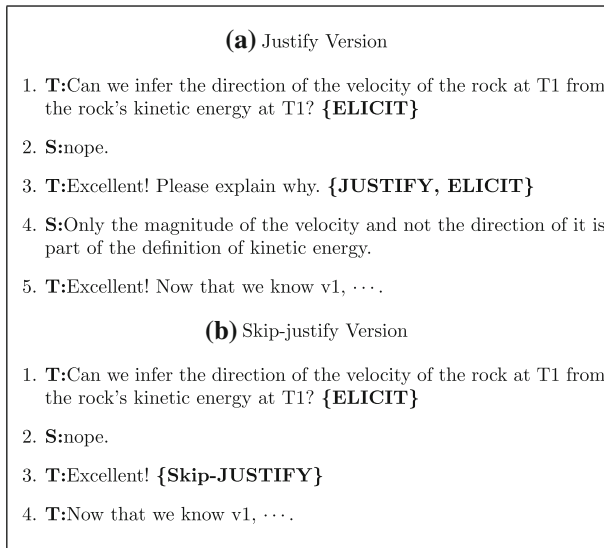 (a) Justify Version
1. T:Can we infer the direction of the velocity of the rock at T1 from
the rock's kinetic energy at T1? {ELICIT}
2. S:nope.
3. T:Excellent! Please explain why. {JUSTIFY, ELICIT}
4. S:Only the magnitude of the velocity and not the direction of it is
part of the definition of kinetic energy.
5. T:Excellent! Now that we know v1, ⋯.
(b) Skip-justify Version
1. T:Can we infer the direction of the velocity of the rock at T1 from
the rock's kinetic energy at T1? {ELICIT}
2. S:nope.
3. T:Excellent! {Skip-JUSTIFY}
4. T:Now that we know v1, ⋯.